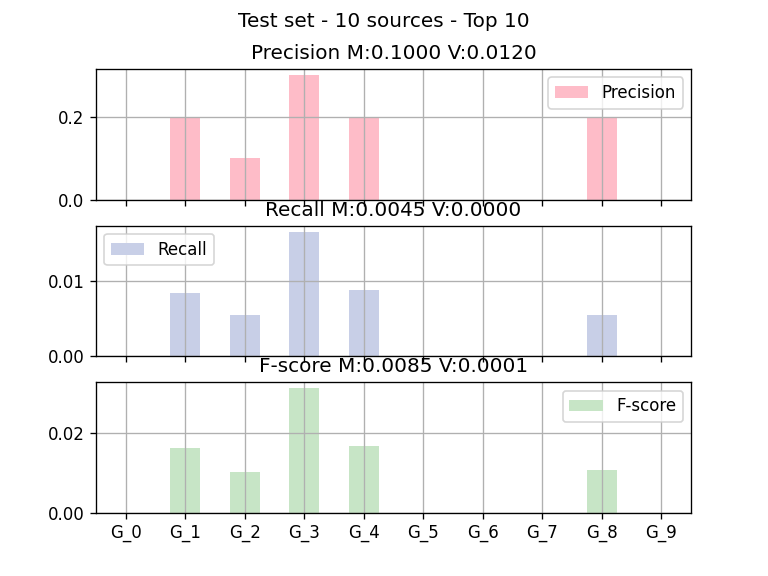 Test set - 10 sources - Top 10
Precision M:0.1000 V:0.0120
Precision
0.2
0.0
Recall M:0.0045 V:0.0000
Recall
0.01
0.00
F-score M:0.0085 V:0.0001
F-score
0.02
0.00
G_0 G_1 G_2 G_3 G_4 G_5 G_6 G_7 G_8 G_9